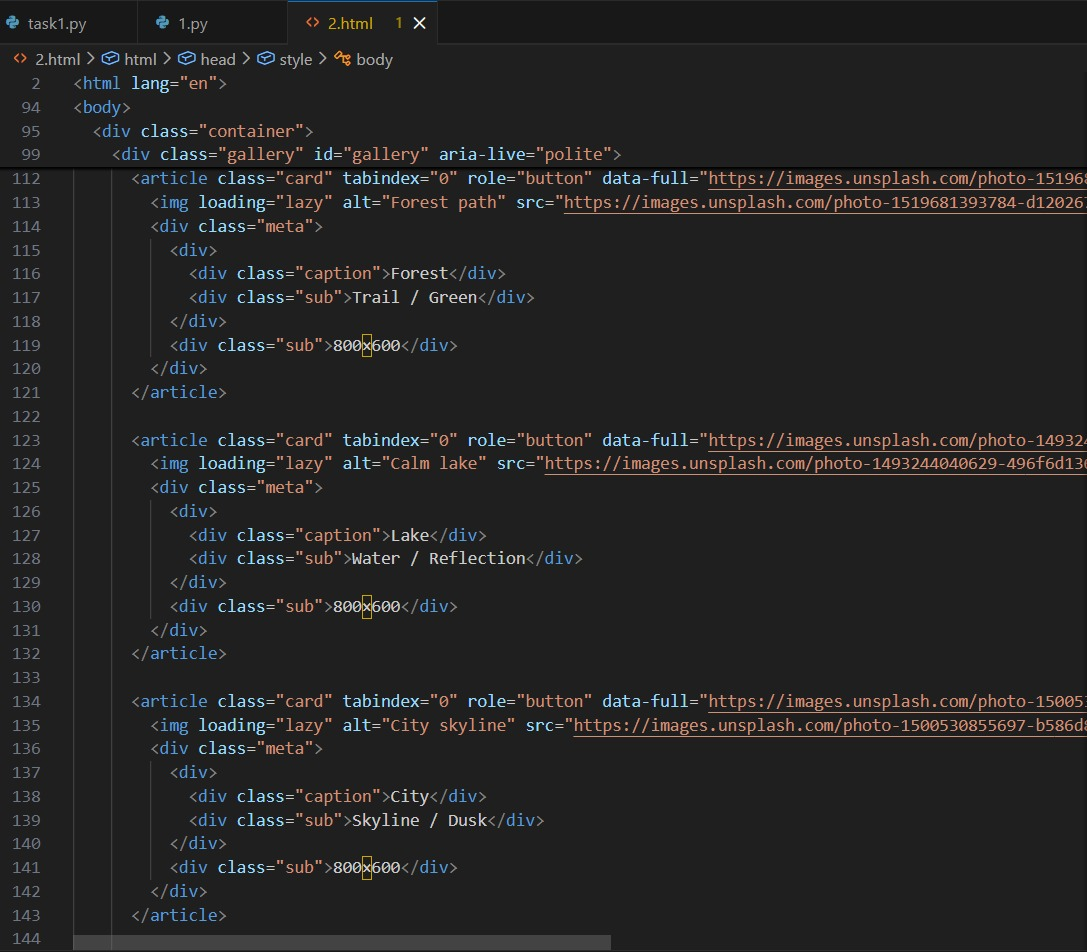 task1.py
1.py
2.html 1
2.html > html > head > style > body
2 <html lang="en">
94 <body>
95 <div class="container">
99 <div class="gallery" id="gallery" aria-live="polite">
112 <article class="card" tabindex="0" role="button" data-full="https://images.unsplash.com/photo-151968
113 <img loading="lazy" alt="Forest path" src="https://images.unsplash.com/photo-1519681393784-d120267
114 <div class="meta">
115 <div>
116 <div class="caption">Forest</div>
117 <div class="sub">Trail / Green</div>
118 </div>
119 <div class="sub">800×600</div>
120 </div>
121 </article>
122
123 <article class="card" tabindex="0" role="button" data-full="https://images.unsplash.com/photo-149324
124 <img loading="lazy" alt="Calm lake" src="https://images.unsplash.com/photo-1493244040629-496f6d136
125 <div class="meta">
126 <div>
127 <div class="caption">Lake</div>
128 <div class="sub">Water / Reflection</div>
129 </div>
130 <div class="sub">800×600</div>
131 </div>
132 </article>
133
134 <article class="card" tabindex="0" role="button" data-full="https://images.unsplash.com/photo-150053
135 <img loading="lazy" alt="City skyline" src="https://images.unsplash.com/photo-1500530855697-b586d8
136 <div class="meta">
137 <div>
138 <div class="caption">City</div>
139 <div class="sub">Skyline / Dusk</div>
140 </div>
141 <div class="sub">800×600</div>
142 </div>
143 </article>
144